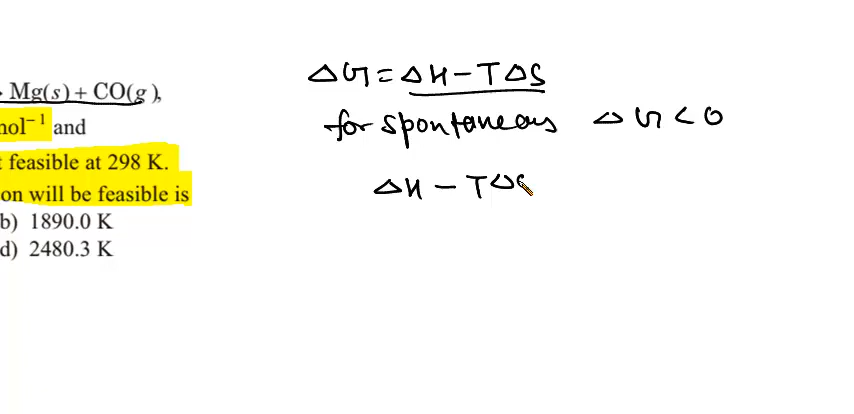 Mg(s) + CO(g),
mol⁻¹ and
feasible at 298 K.
on will be feasible is
b) 1890.0 K
d) 2480.3 K
ΔG = ΔH - TΔS
for spontaneous ΔG < 0
ΔH - TΔS